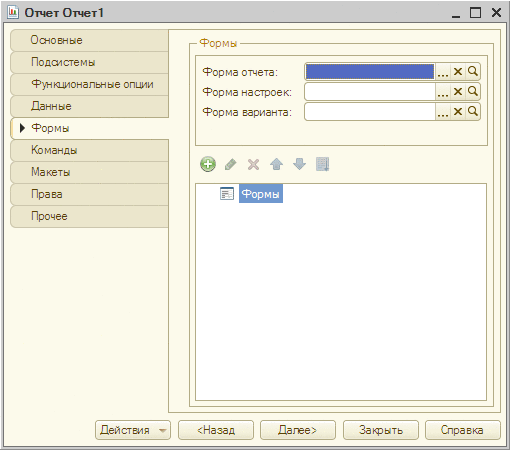 Отчет Отчет1
Основные
Подсистемы
Функциональные опции
Данные
Формы
Команды
Макеты
Права
Прочее
Формы
Форма отчета:
Форма настроек:
Форма варианта:
Формы
Действия
<Назад
Далее>
Закрыть
Справка